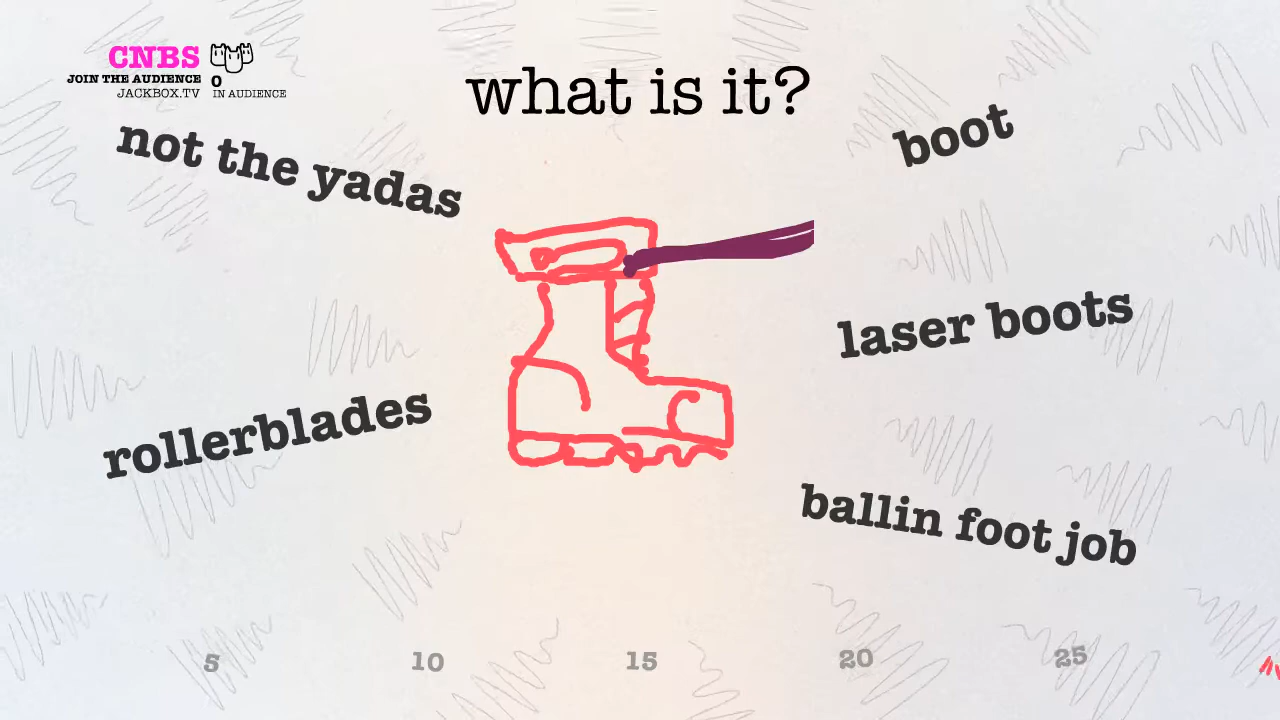 CNBS
JOIN THE AUDIENCE
JACKBOX.TV
0
IN AUDIENCE
what is it?
not the yadas
boot
laser boots
rollerblades
ballin foot job
5
10
15
20
25